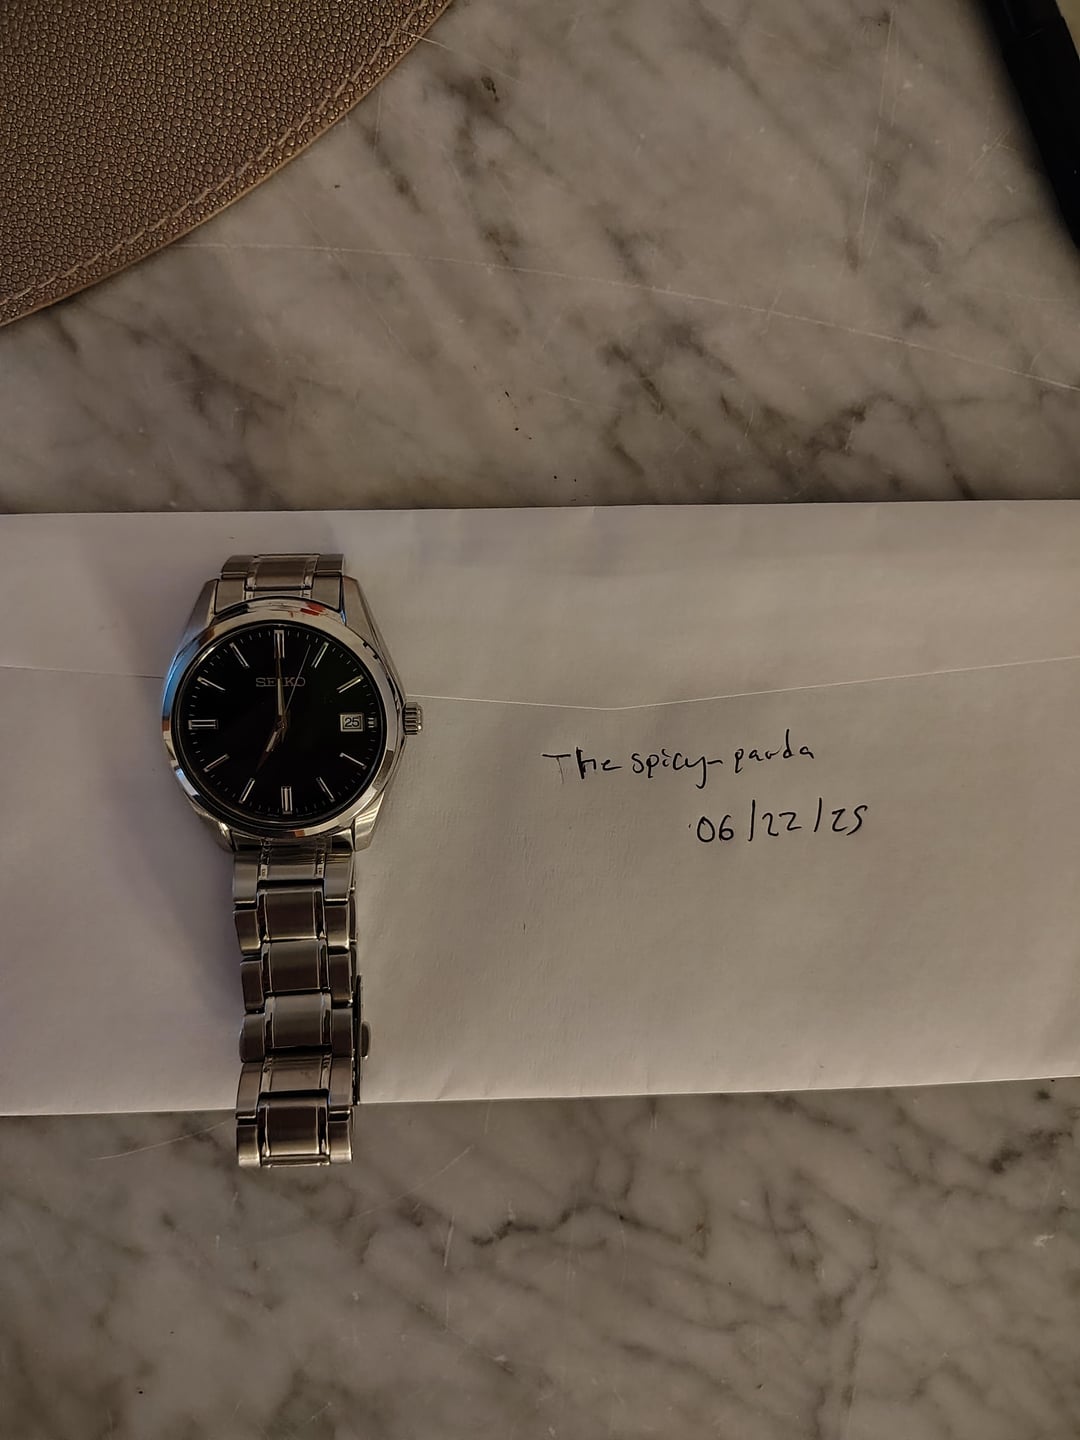 SEIKO
25
The spicy-panda
06/22/25